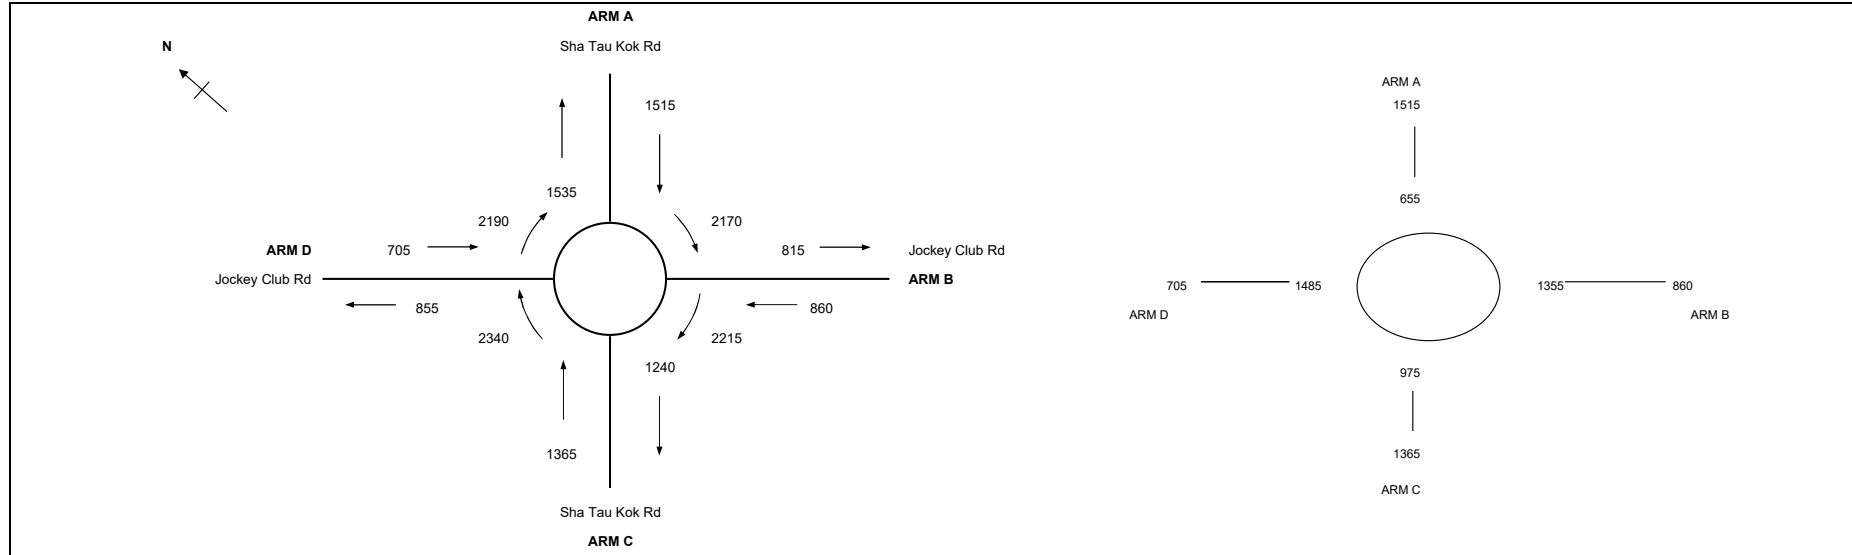 ARM A
N
Sha Tau Kok Rd
1515
1535
2190
2170
ARM D
705
815
Jockey Club Rd
Jockey Club Rd
ARM B
855
860
2340
2215
1240
1365
Sha Tau Kok Rd
ARM C
ARM A
1515
655
705
1485
1355
860
ARM D
ARM B
975
1365
ARM C